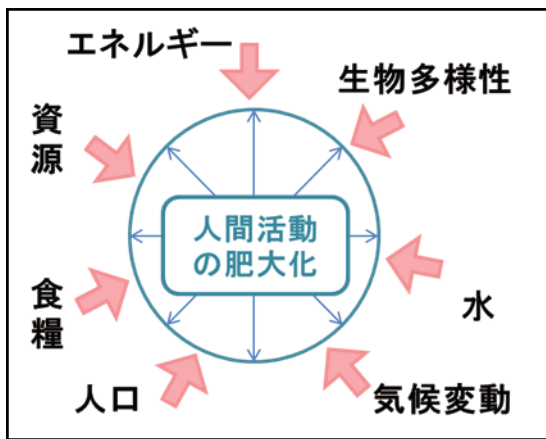 エネルギー
生物多様性
資源
人間活動
の肥大化
食糧
水
人口
気候変動